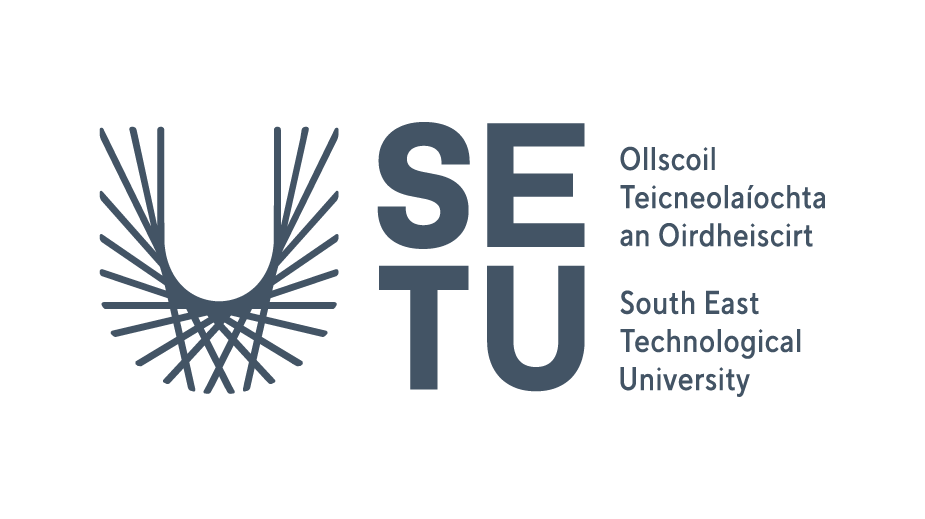 SE
TU
Ollscoil
Teicneolaíochta
an Oirdheiscirt
South East
Technological
University